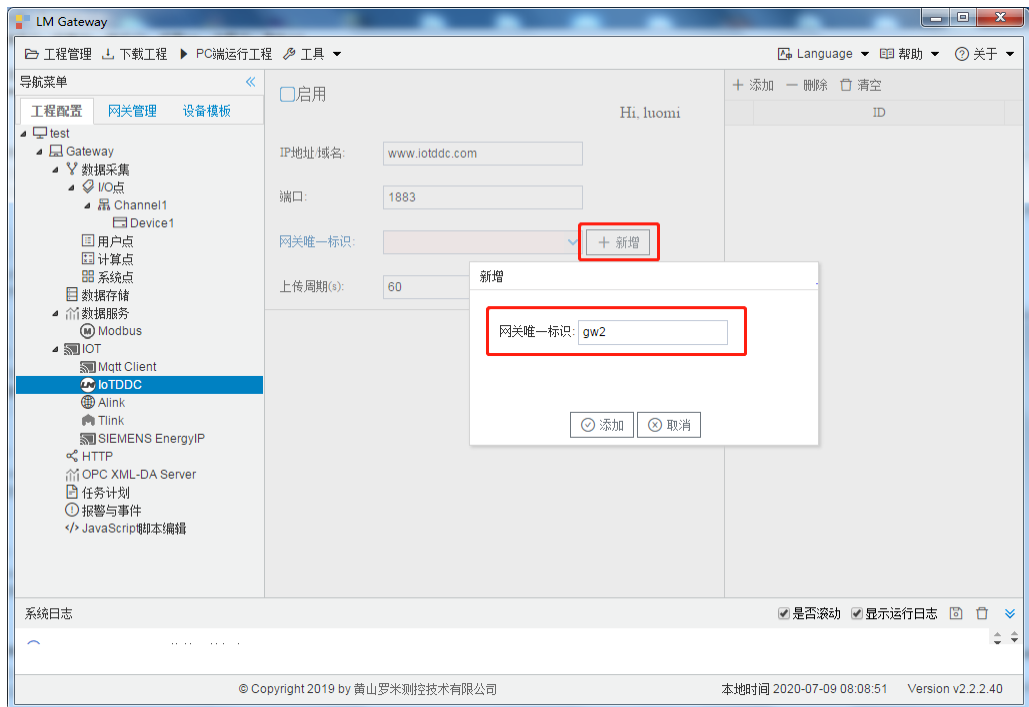 LM Gateway
工程管理 下载工程 PC端运行工程 工具 Language 帮助 关于
导航菜单
工程配置 网关管理 设备模板
test
Gateway
数据采集
I/O点
Channel1
Device1
用户点
计算点
系统点
数据存储
数据服务
Modbus
IOT
Mqtt Client
IoTDDC
Alink
Tlink
SIEMENS EnergyIP
HTTP
OPC XML-DA Server
任务计划
报警与事件
JavaScript脚本编辑
启用
Hi, luomi
IP地址/域名: www.iotddc.com
端口: 1883
网关唯一标识: 新增
上传周期(s): 60
新增
网关唯一标识: gw2
添加 取消
添加 删除 清空
ID
系统日志 是否滚动 显示运行日志
© Copyright 2019 by 黄山罗米测控技术有限公司 本地时间 2020-07-09 08:08:51 Version v2.2.2.40